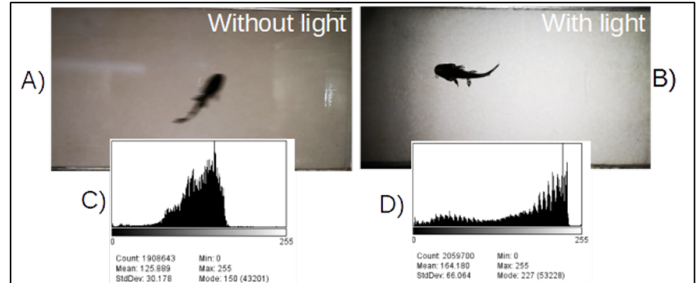 Without light
With light
A)
B)
C)
D)
0
255
Count: 1908643
Min: 0
Mean: 125.889
Max: 255
StdDev: 30.178
Mode: 150 (43201)
0
255
Count: 2059700
Min: 0
Mean: 164.180
Max: 255
StdDev: 66.064
Mode: 227 (53228)